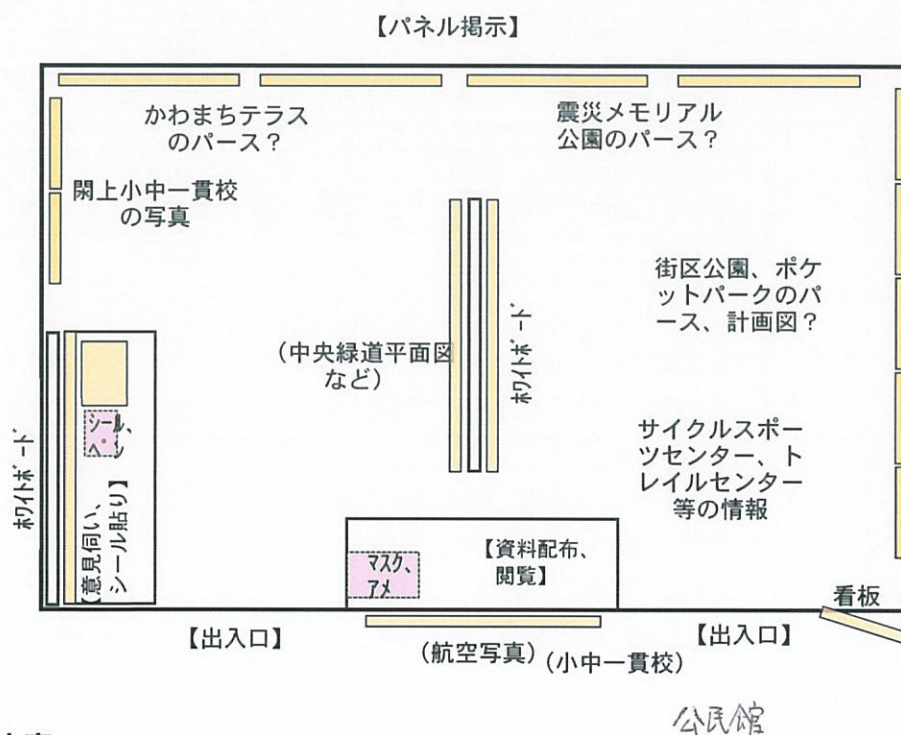 【パネル掲示】
かわまちテラス
のパース？
震災メモリアル
公園のパース？
閖上小中一貫校
の写真
街区公園、ポケ
ットパークのパ
ース、計画図？
（中央緑道平面図
など）
ﾎﾜｲﾄﾎﾞｰﾄﾞ
サイクルスポー
ツセンター、ト
レイルセンター
等の情報
ﾎﾜｲﾄﾎﾞｰﾄﾞ
シール、
ペン
【意見伺い、
シール貼り】
マスク、
アメ
【資料配布、
閲覧】
看板
【出入口】
（航空写真）
（小中一貫校）
【出入口】
公民館